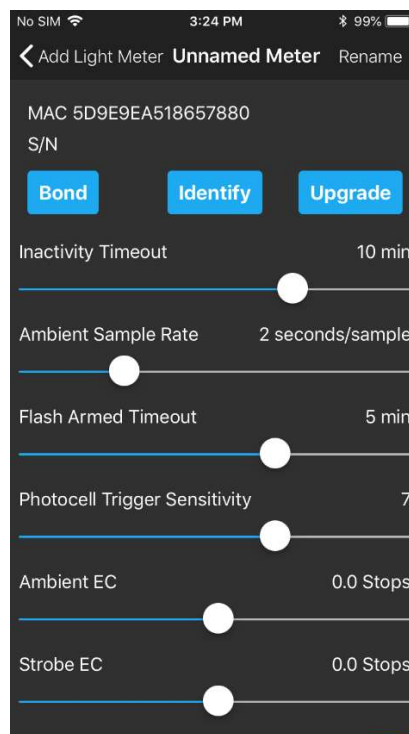 No SIM 3:24 PM 99%
Add Light Meter Unnamed Meter Rename
MAC 5D9E9EA518657880
S/N
Bond Identify Upgrade
Inactivity Timeout 10 min
Ambient Sample Rate 2 seconds/sample
Flash Armed Timeout 5 min
Photocell Trigger Sensitivity 7
Ambient EC 0.0 Stops
Strobe EC 0.0 Stops